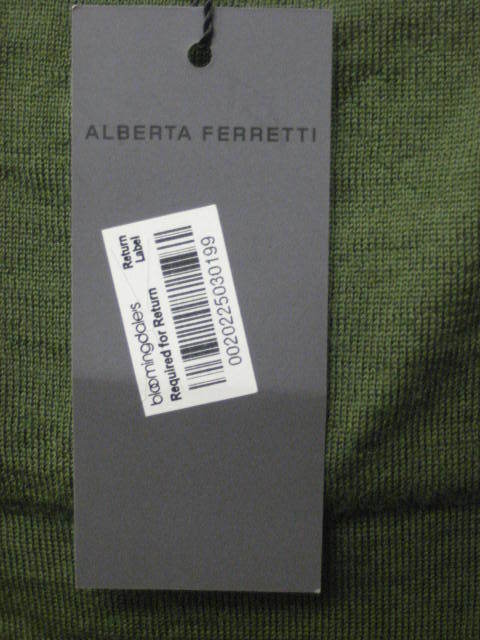 ALBERTA FERRETTI
bloomingdale's
Return
Label
Required for Return
0020225030199